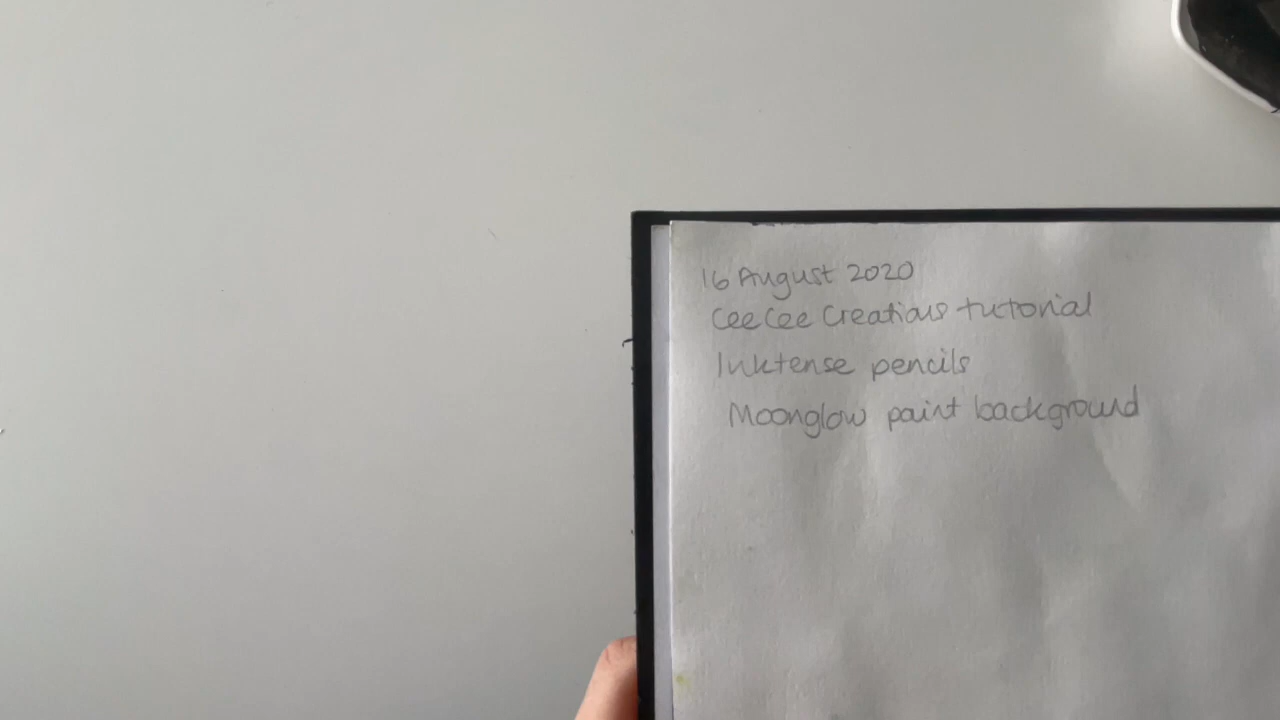 16 August 2020
CeeCee Creations tutorial
Inktense pencils
Moonglow paint background